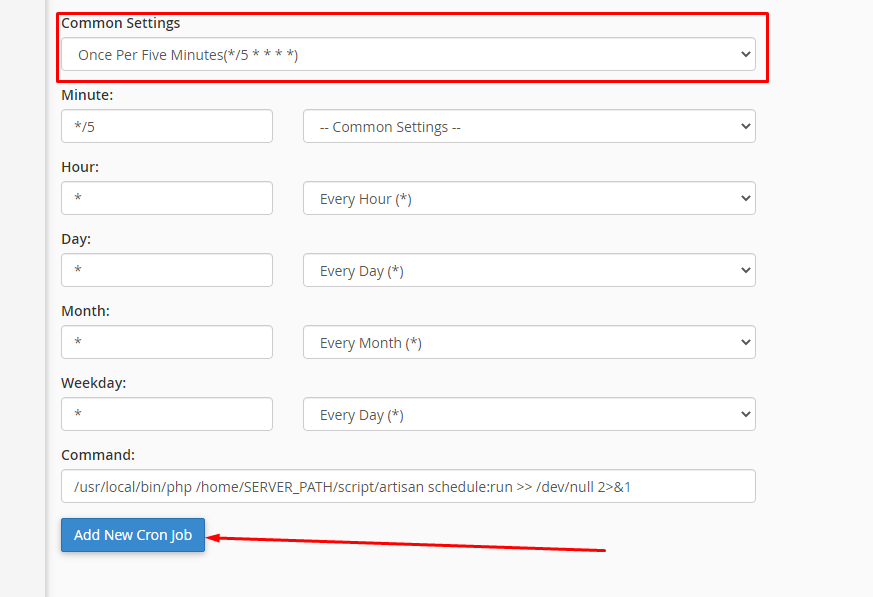 Common Settings
Once Per Five Minutes(*/5 * * * *)
Minute:
*/5
-- Common Settings --
Hour:
*
Every Hour (*)
Day:
*
Every Day (*)
Month:
*
Every Month (*)
Weekday:
*
Every Day (*)
Command:
/usr/local/bin/php /home/SERVER_PATH/script/artisan schedule:run >> /dev/null 2>&1
Add New Cron Job